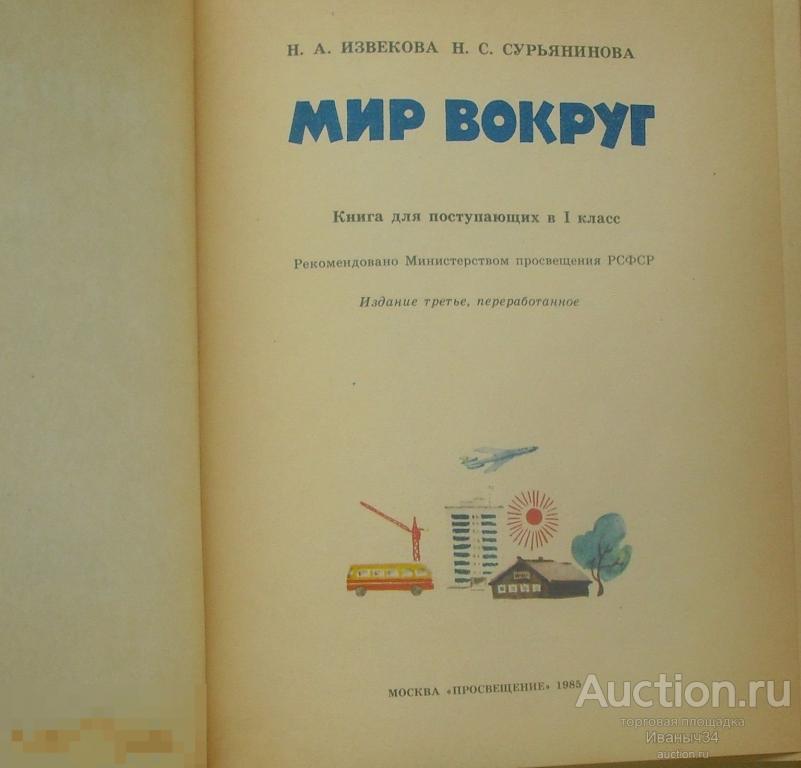 Н. А. ИЗВЕКОВА Н. С. СУРЬЯНИНОВА
МИР ВОКРУГ
Книга для поступающих в I класс
Рекомендовано Министерством просвещения РСФСР
Издание третье, переработанное
МОСКВА «ПРОСВЕЩЕНИЕ» 1985
Auction.ru
торговая площадка
Иваныч34
auction.ru